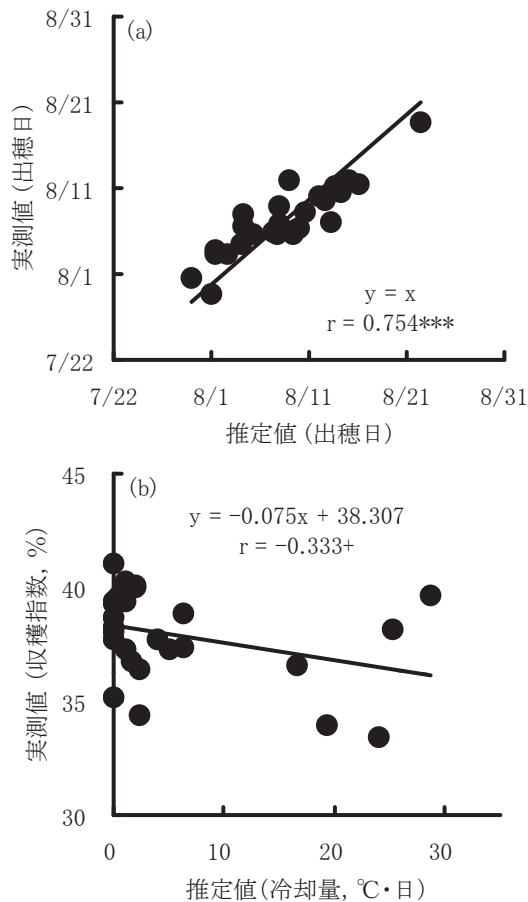 8/31
(a)
8/21
8/11
8/1
7/22
実測値 (出穂日)
y = x
r = 0.754***
7/22 8/1 8/11 8/21 8/31
推定値 (出穂日)
45
(b)
40
35
30
実測値 (収穫指数, %)
y = −0.075x + 38.307
r = −0.333+
0 10 20 30
推定値(冷却量, ℃・日)